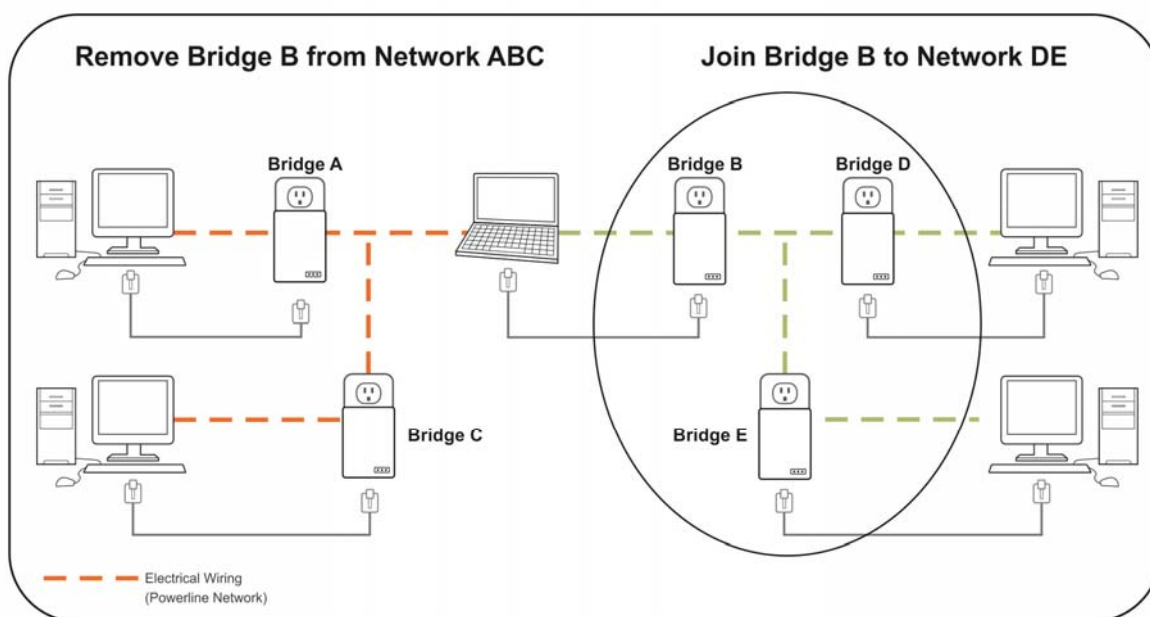 Remove Bridge B from Network ABC
Join Bridge B to Network DE
Bridge A
Bridge B
Bridge D
Bridge C
Bridge E
Electrical Wiring
(Powerline Network)